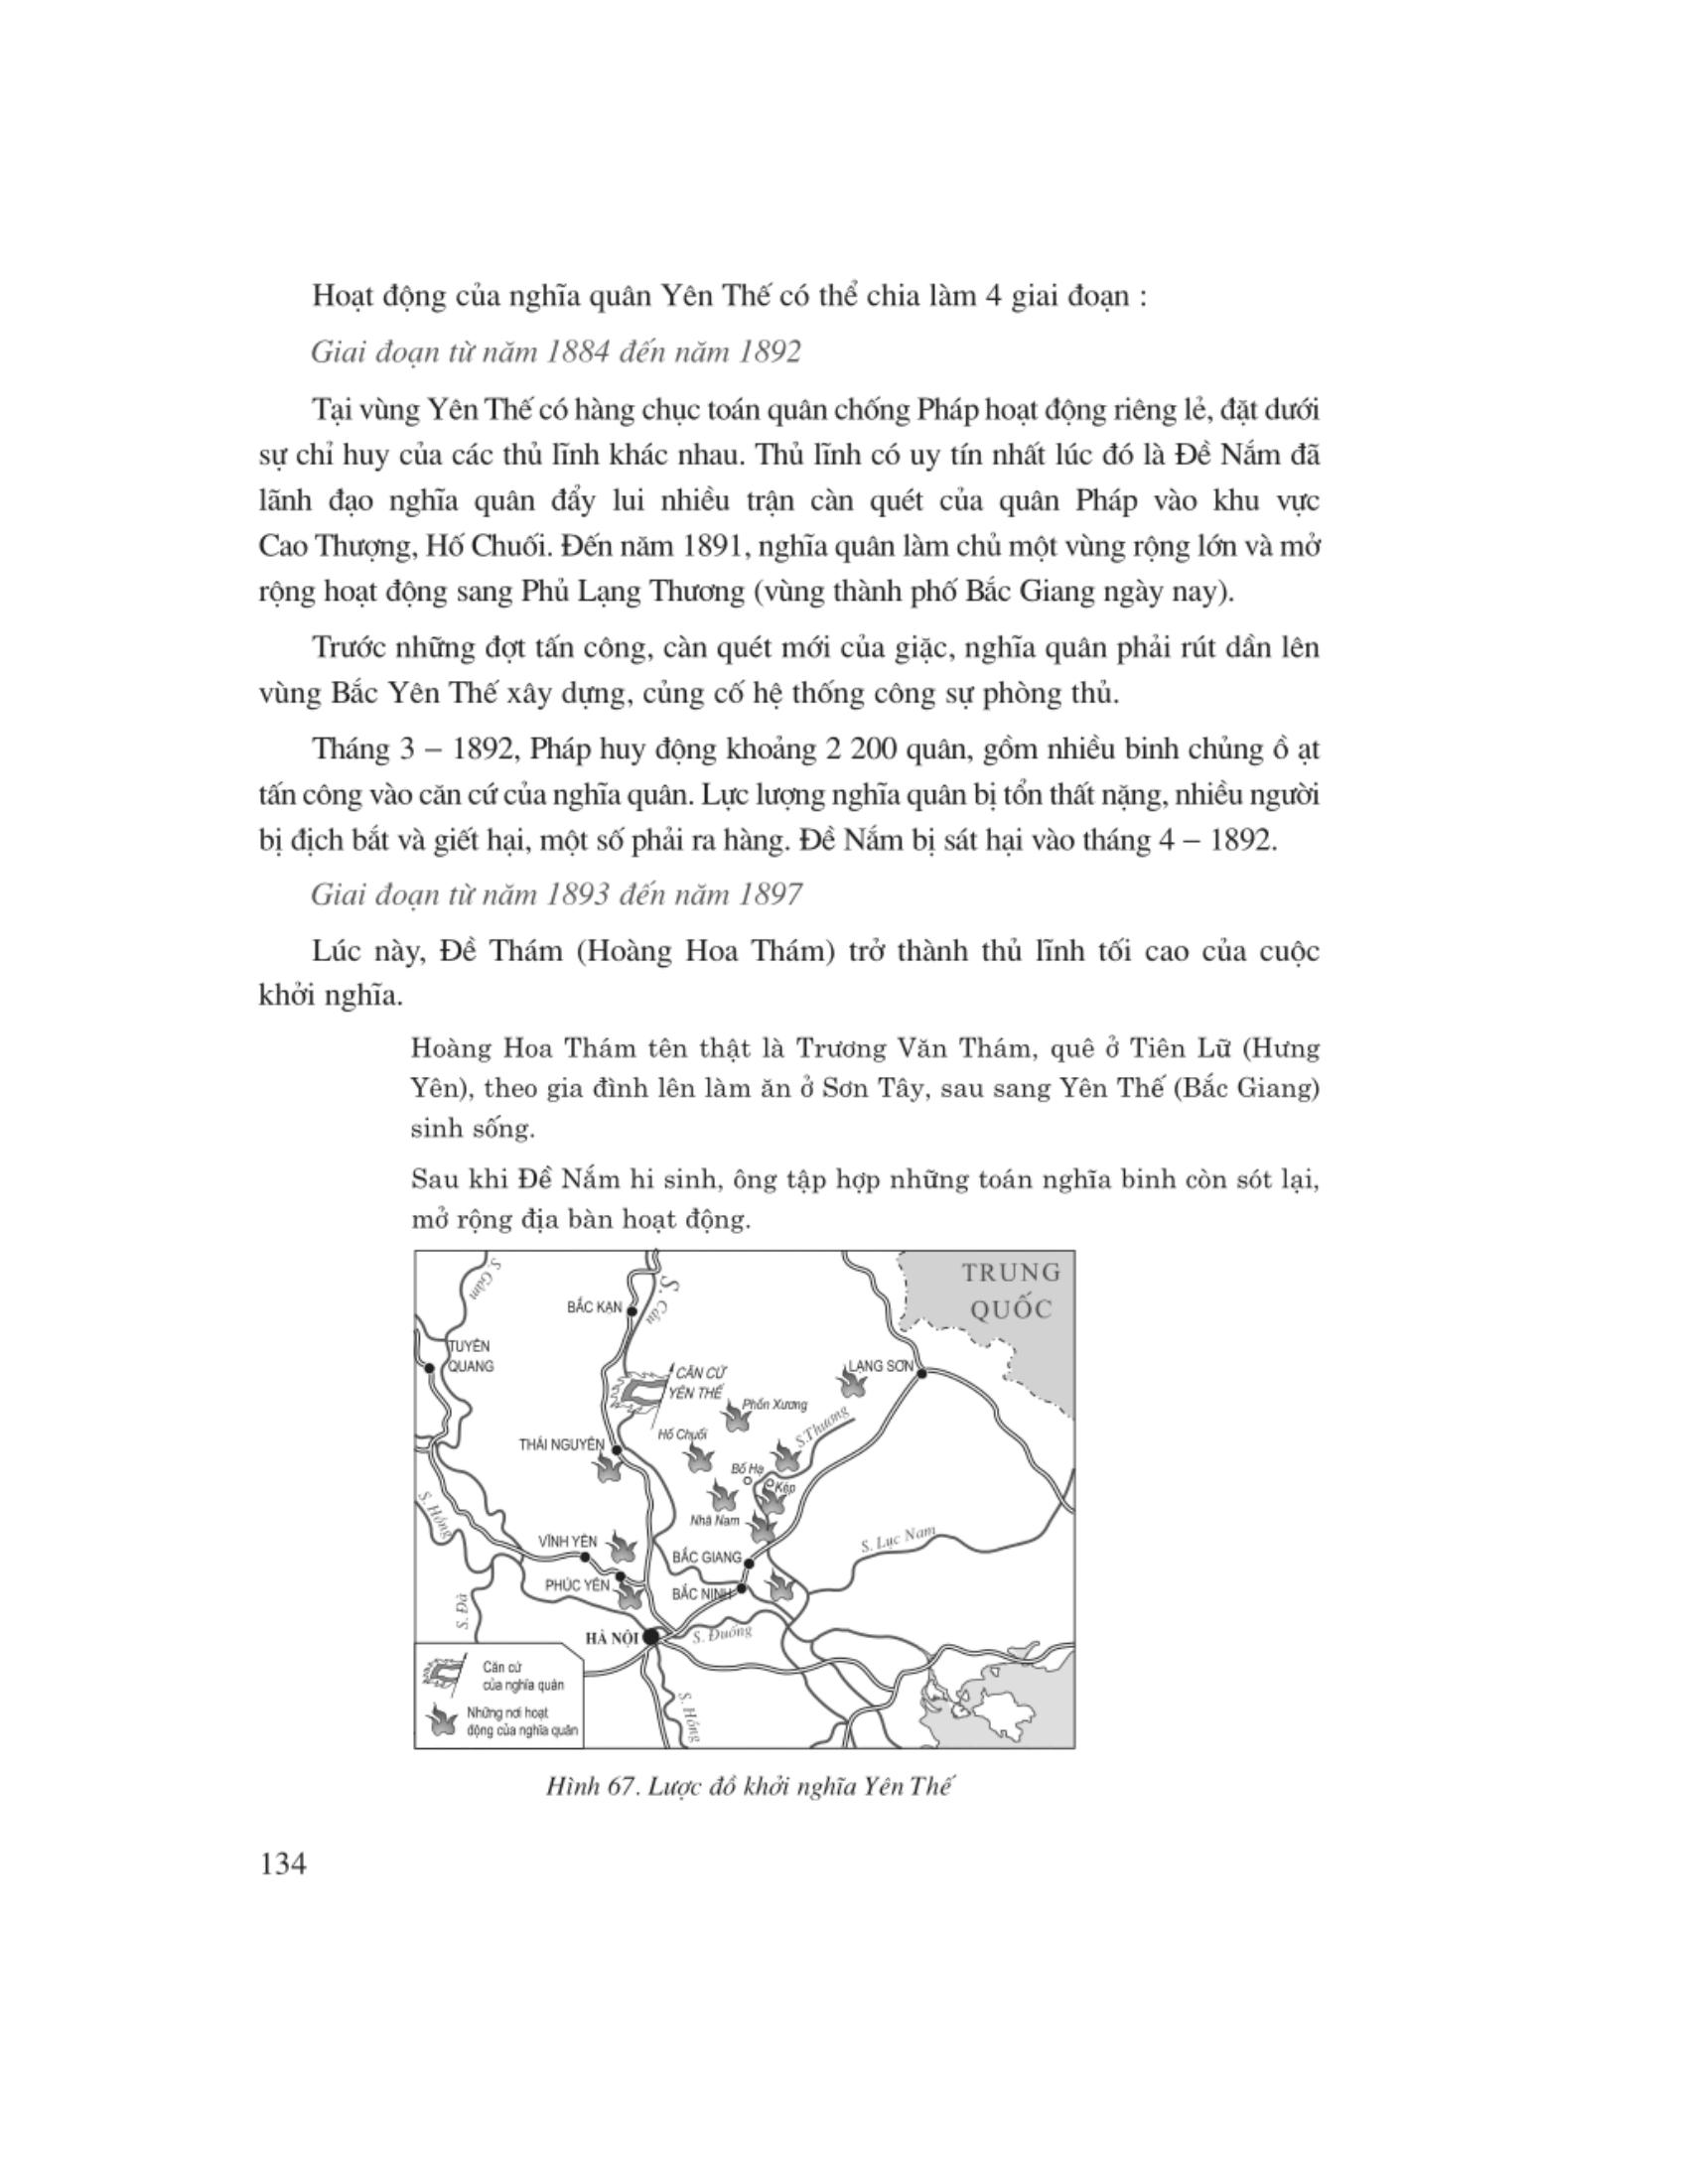 Hoạt động của nghĩa quân Yên Thế có thể chia làm 4 giai đoạn :
Giai đoạn từ năm 1884 đến năm 1892
Tại vùng Yên Thế có hàng chục toán quân chống Pháp hoạt động riêng lẻ, đặt dưới
sự chỉ huy của các thủ lĩnh khác nhau. Thủ lĩnh có uy tín nhất lúc đó là Đề Nắm đã
lãnh đạo nghĩa quân đẩy lui nhiều trận càn quét của quân Pháp vào khu vực
Cao Thượng, Hố Chuối. Đến năm 1891, nghĩa quân làm chủ một vùng rộng lớn và mở
rộng hoạt động sang Phủ Lạng Thương (vùng thành phố Bắc Giang ngày nay).
Trước những đợt tấn công, càn quét mới của giặc, nghĩa quân phải rút dần lên
vùng Bắc Yên Thế xây dựng, củng cố hệ thống công sự phòng thủ.
Tháng 3 – 1892, Pháp huy động khoảng 2 200 quân, gồm nhiều binh chủng ồ ạt
tấn công vào căn cứ của nghĩa quân. Lực lượng nghĩa quân bị tổn thất nặng, nhiều người
bị địch bắt và giết hại, một số phải ra hàng. Đề Nắm bị sát hại vào tháng 4 – 1892.
Giai đoạn từ năm 1893 đến năm 1897
Lúc này, Đề Thám (Hoàng Hoa Thám) trở thành thủ lĩnh tối cao của cuộc
khởi nghĩa.
Hoàng Hoa Thám tên thật là Trương Văn Thám, quê ở Tiên Lữ (Hưng
Yên), theo gia đình lên làm ăn ở Sơn Tây, sau sang Yên Thế (Bắc Giang)
sinh sống.
Sau khi Đề Nắm hi sinh, ông tập hợp những toán nghĩa binh còn sót lại,
mở rộng địa bàn hoạt động.
S. Gâm
S. Cầu
TRUNG
QUỐC
BẮC KẠN
TUYÊN
QUANG
LẠNG SƠN
CĂN CỨ
YÊN THẾ
Phồn Xương
S.Thương
Hố Chuối
THÁI NGUYÊN
Bố Hạ
Kép
S. Hồng
Nhã Nam
VĨNH YÊN
S. Lục Nam
BẮC GIANG
PHÚC YÊN
BẮC NINH
S. Đà
HÀ NỘI
S. Đuống
S. Hồng
Căn cứ
của nghĩa quân
Những nơi hoạt
động của nghĩa quân
Hình 67. Lược đồ khởi nghĩa Yên Thế
134